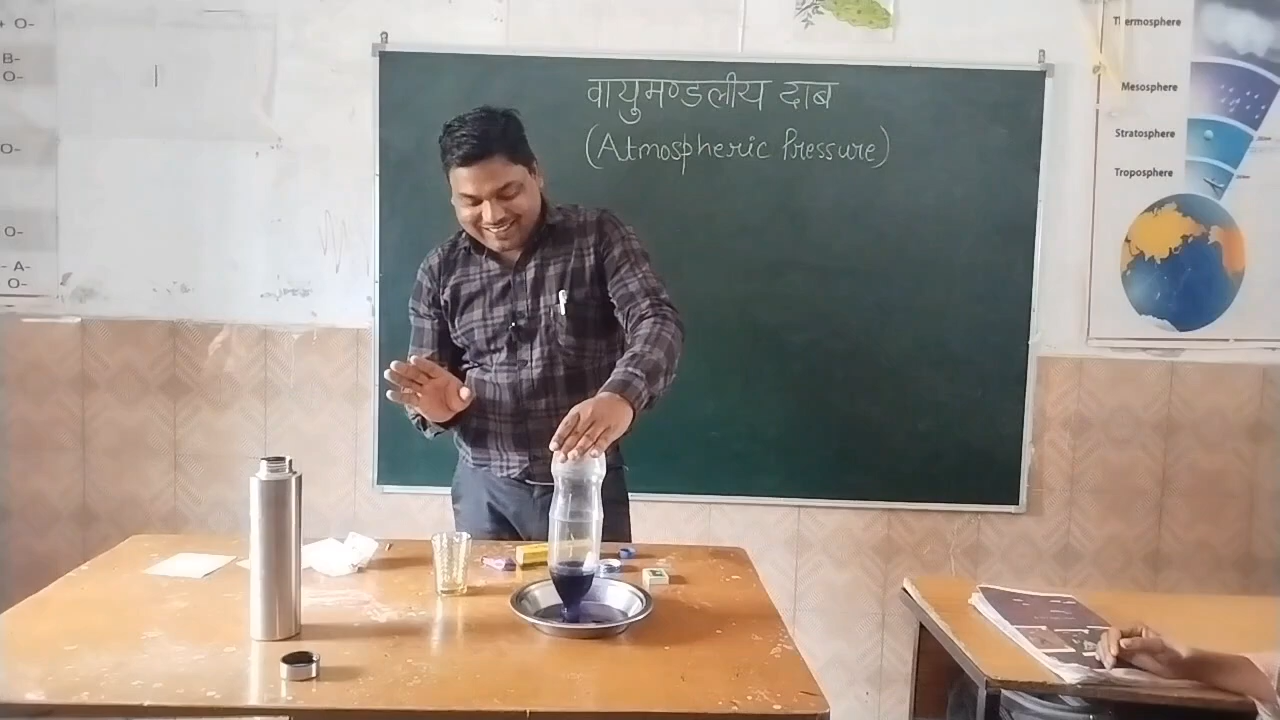 वायुमण्डलीय दाब
(Atmospheric Pressure)
Thermosphere
Mesosphere
Stratosphere
Troposphere
O-
B-
O-
O-
O-
A-
O-